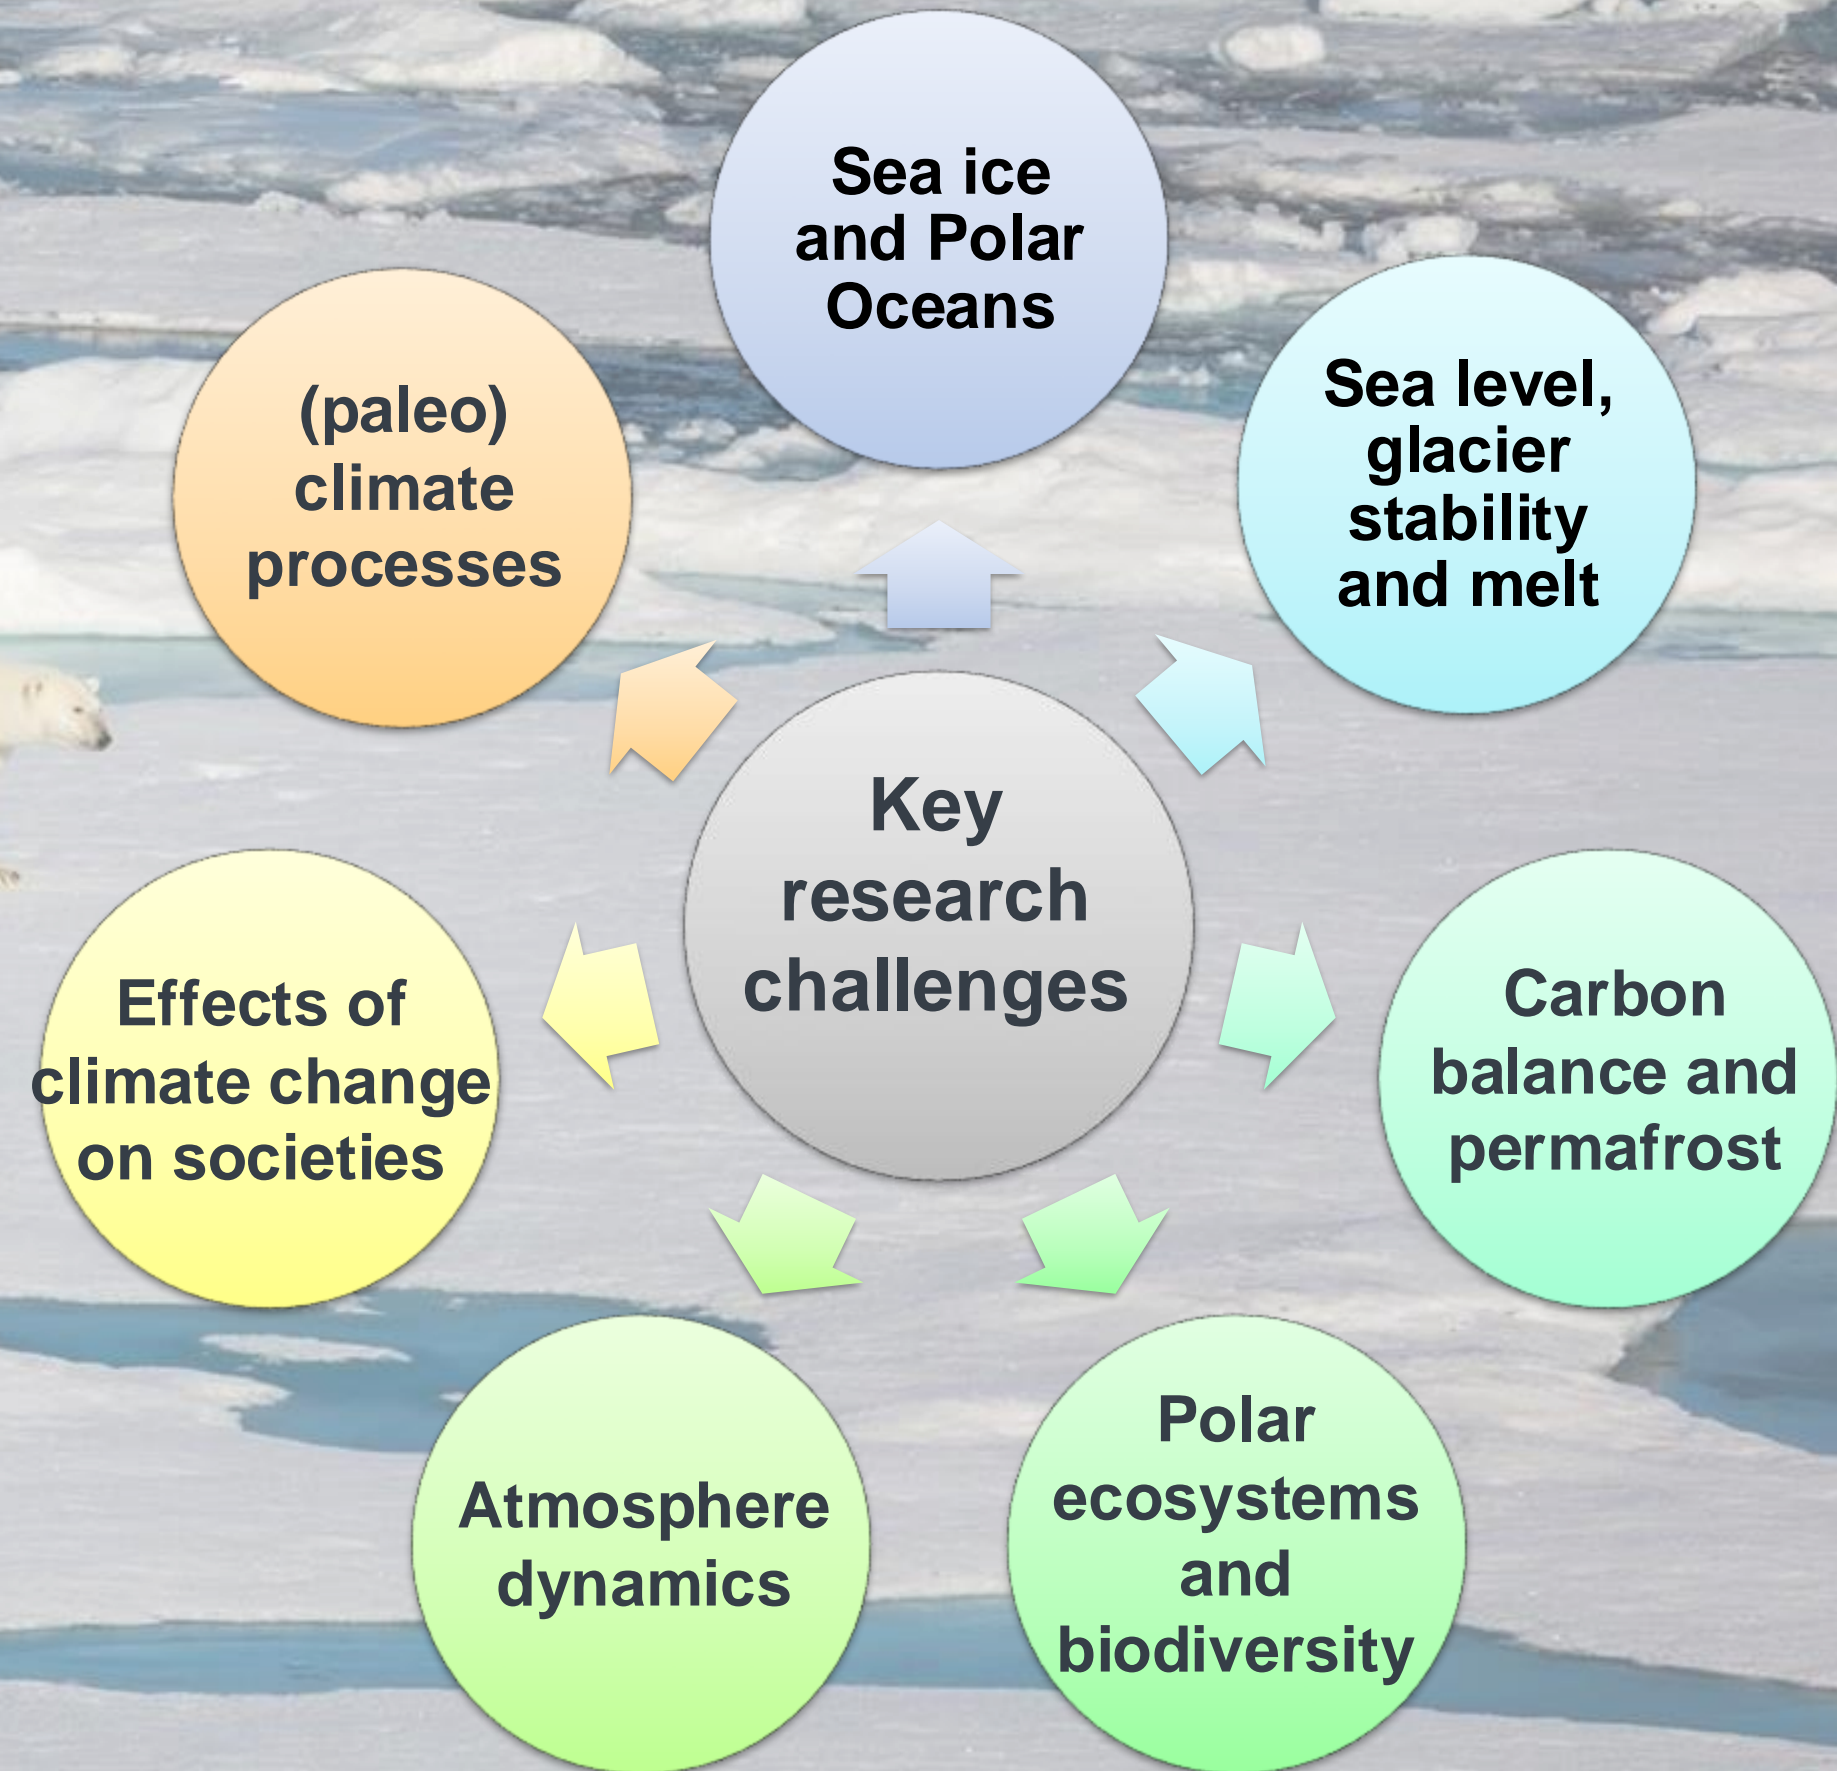 Sea ice
and Polar
Oceans
Sea level,
glacier
stability
and melt
Carbon
balance and
permafrost
Polar
ecosystems
and
biodiversity
Atmosphere
dynamics
Effects of
climate change
on societies
(paleo)
climate
processes
Key
research
challenges